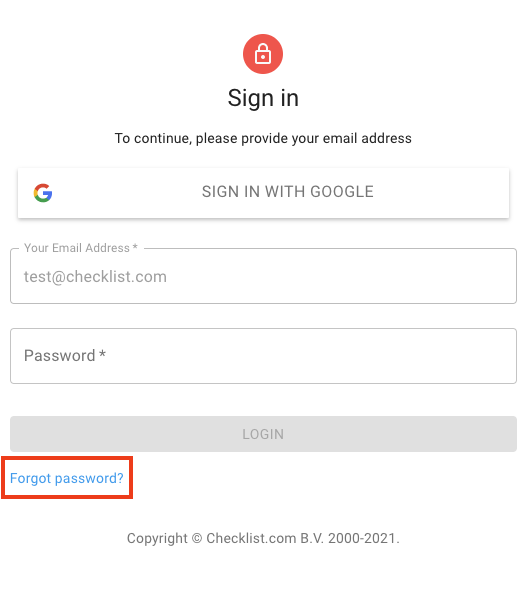 Sign in
To continue, please provide your email address
SIGN IN WITH GOOGLE
Your Email Address *
test@checklist.com
Password *
LOGIN
Forgot password?
Copyright © Checklist.com B.V. 2000-2021.